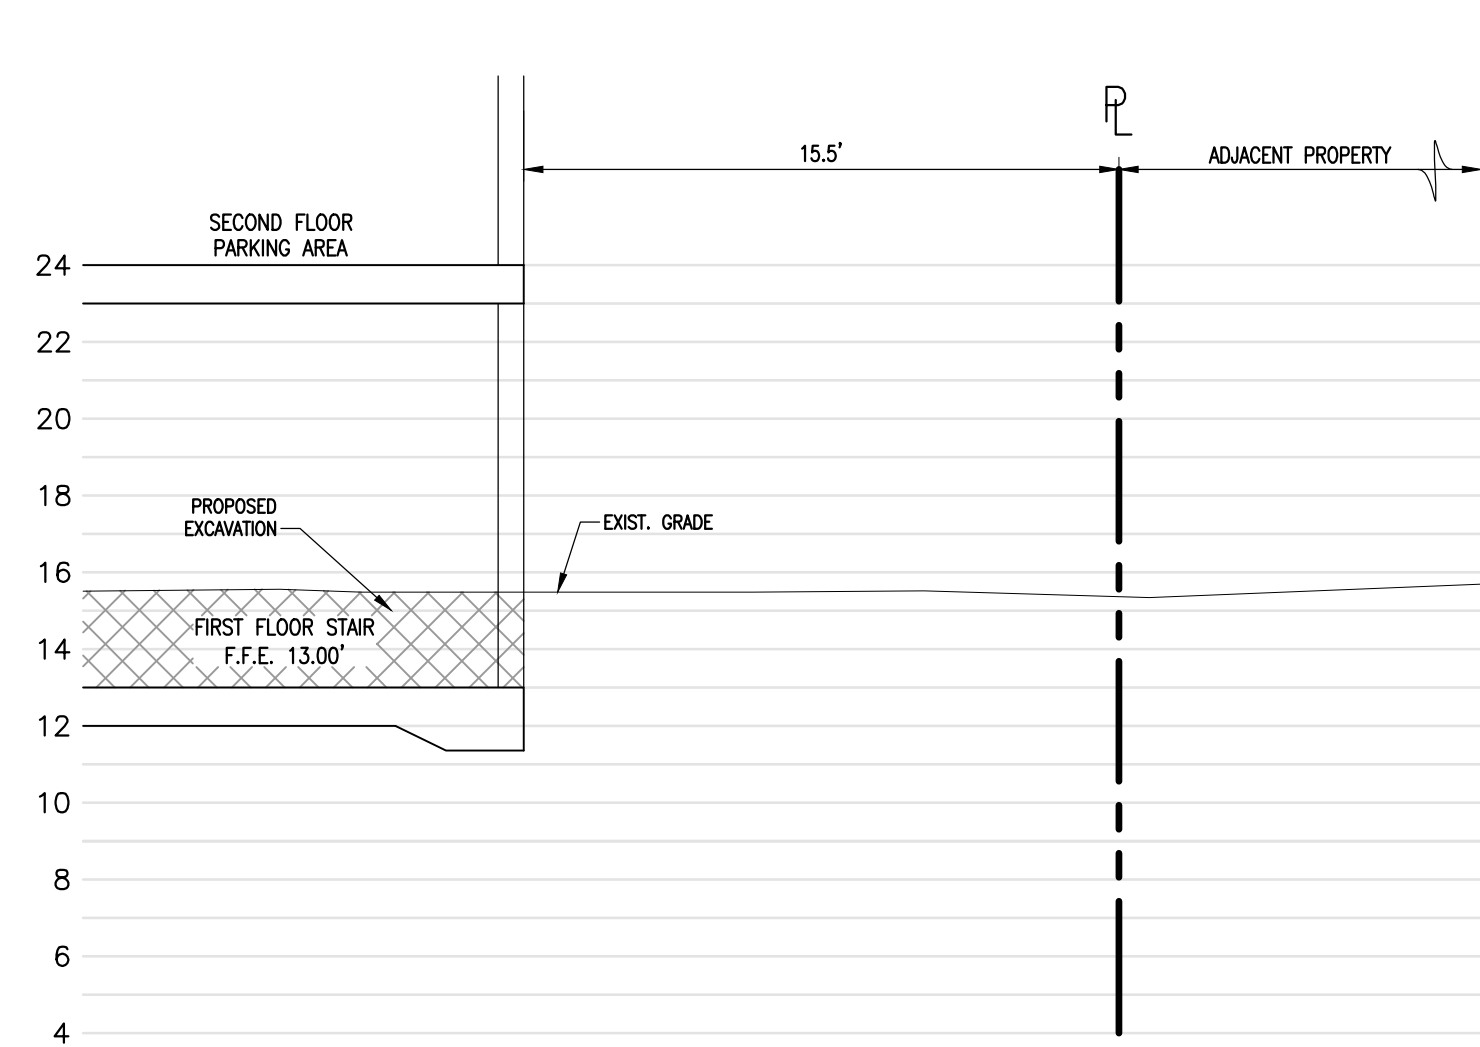 PL
15.5'
ADJACENT PROPERTY
SECOND FLOOR
PARKING AREA
24
22
20
18
PROPOSED
EXCAVATION
EXIST. GRADE
16
FIRST FLOOR STAIR
14
F.F.E. 13.00'
12
10
8
6
4